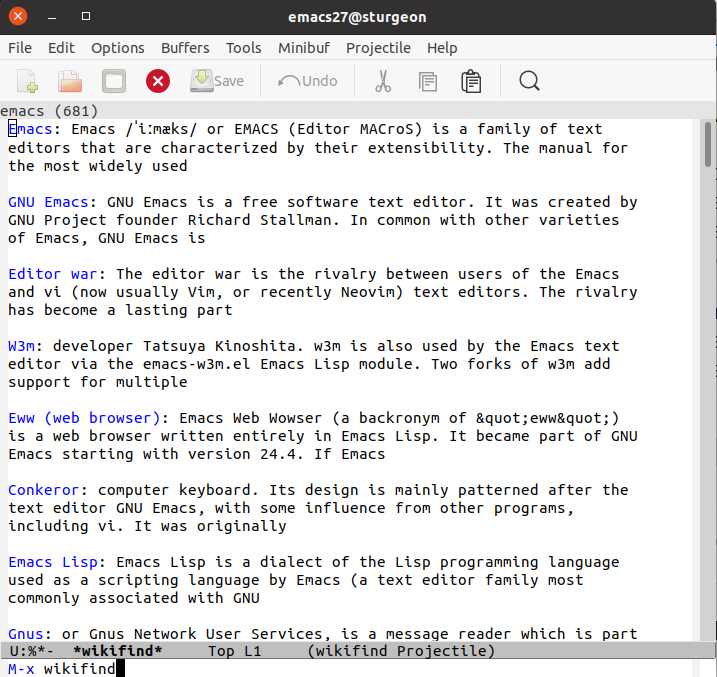 emacs27@sturgeon
File Edit Options Buffers Tools Minibuf Projectile Help
Save Undo
emacs (681)
Emacs: Emacs /ˈiːmæks/ or EMACS (Editor MACroS) is a family of text
editors that are characterized by their extensibility. The manual for
the most widely used
GNU Emacs: GNU Emacs is a free software text editor. It was created by
GNU Project founder Richard Stallman. In common with other varieties
of Emacs, GNU Emacs is
Editor war: The editor war is the rivalry between users of the Emacs
and vi (now usually Vim, or recently Neovim) text editors. The rivalry
has become a lasting part
W3m: developer Tatsuya Kinoshita. w3m is also used by the Emacs text
editor via the emacs-w3m.el Emacs Lisp module. Two forks of w3m add
support for multiple
Eww (web browser): Emacs Web Wowser (a backronym of &quot;eww&quot;)
is a web browser written entirely in Emacs Lisp. It became part of GNU
Emacs starting with version 24.4. If Emacs
Conkeror: computer keyboard. Its design is mainly patterned after the
text editor GNU Emacs, with some influence from other programs,
including vi. It was originally
Emacs Lisp: Emacs Lisp is a dialect of the Lisp programming language
used as a scripting language by Emacs (a text editor family most
commonly associated with GNU
Gnus: or Gnus Network User Services, is a message reader which is part
U:%*-  *wikifind*     Top L1     (wikifind Projectile)
M-x wikifind